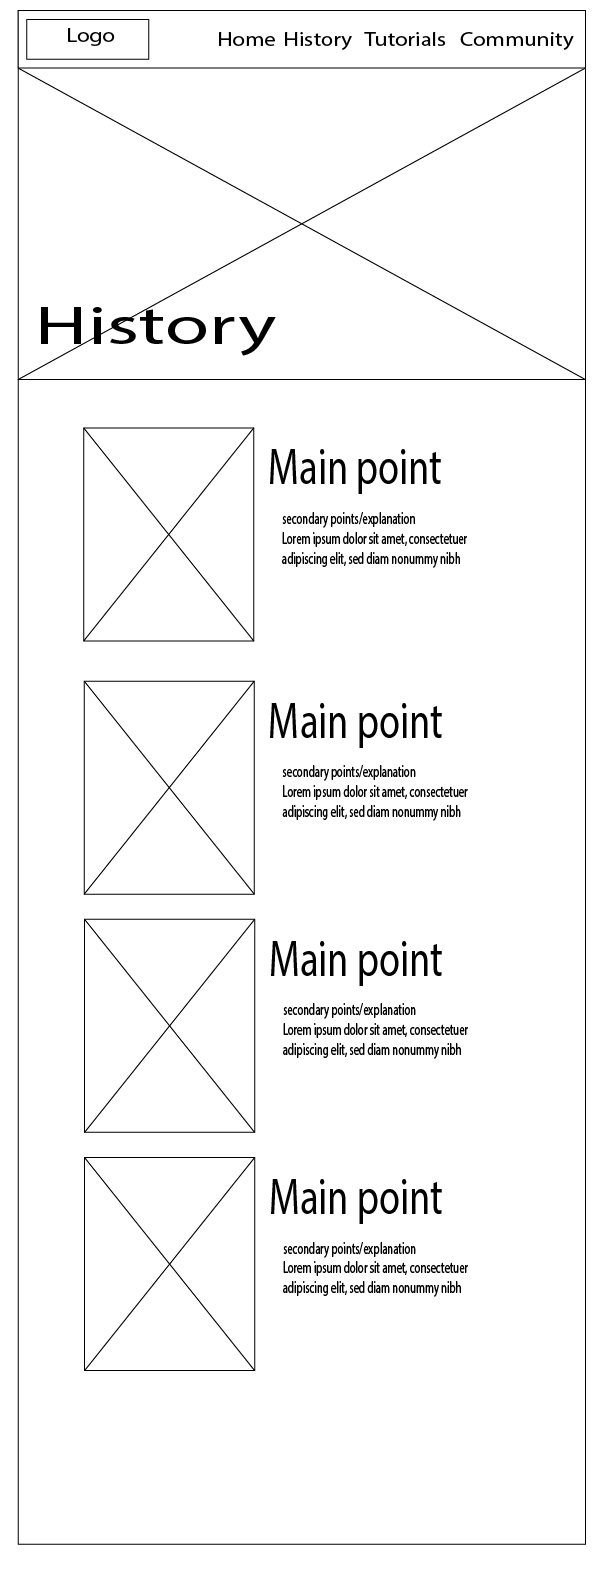 Logo
Home History Tutorials Community
History
Main point
secondary points/explanation
Lorem ipsum dolor sit amet, consectetuer
adipiscing elit, sed diam nonummy nibh
Main point
secondary points/explanation
Lorem ipsum dolor sit amet, consectetuer
adipiscing elit, sed diam nonummy nibh
Main point
secondary points/explanation
Lorem ipsum dolor sit amet, consectetuer
adipiscing elit, sed diam nonummy nibh
Main point
secondary points/explanation
Lorem ipsum dolor sit amet, consectetuer
adipiscing elit, sed diam nonummy nibh